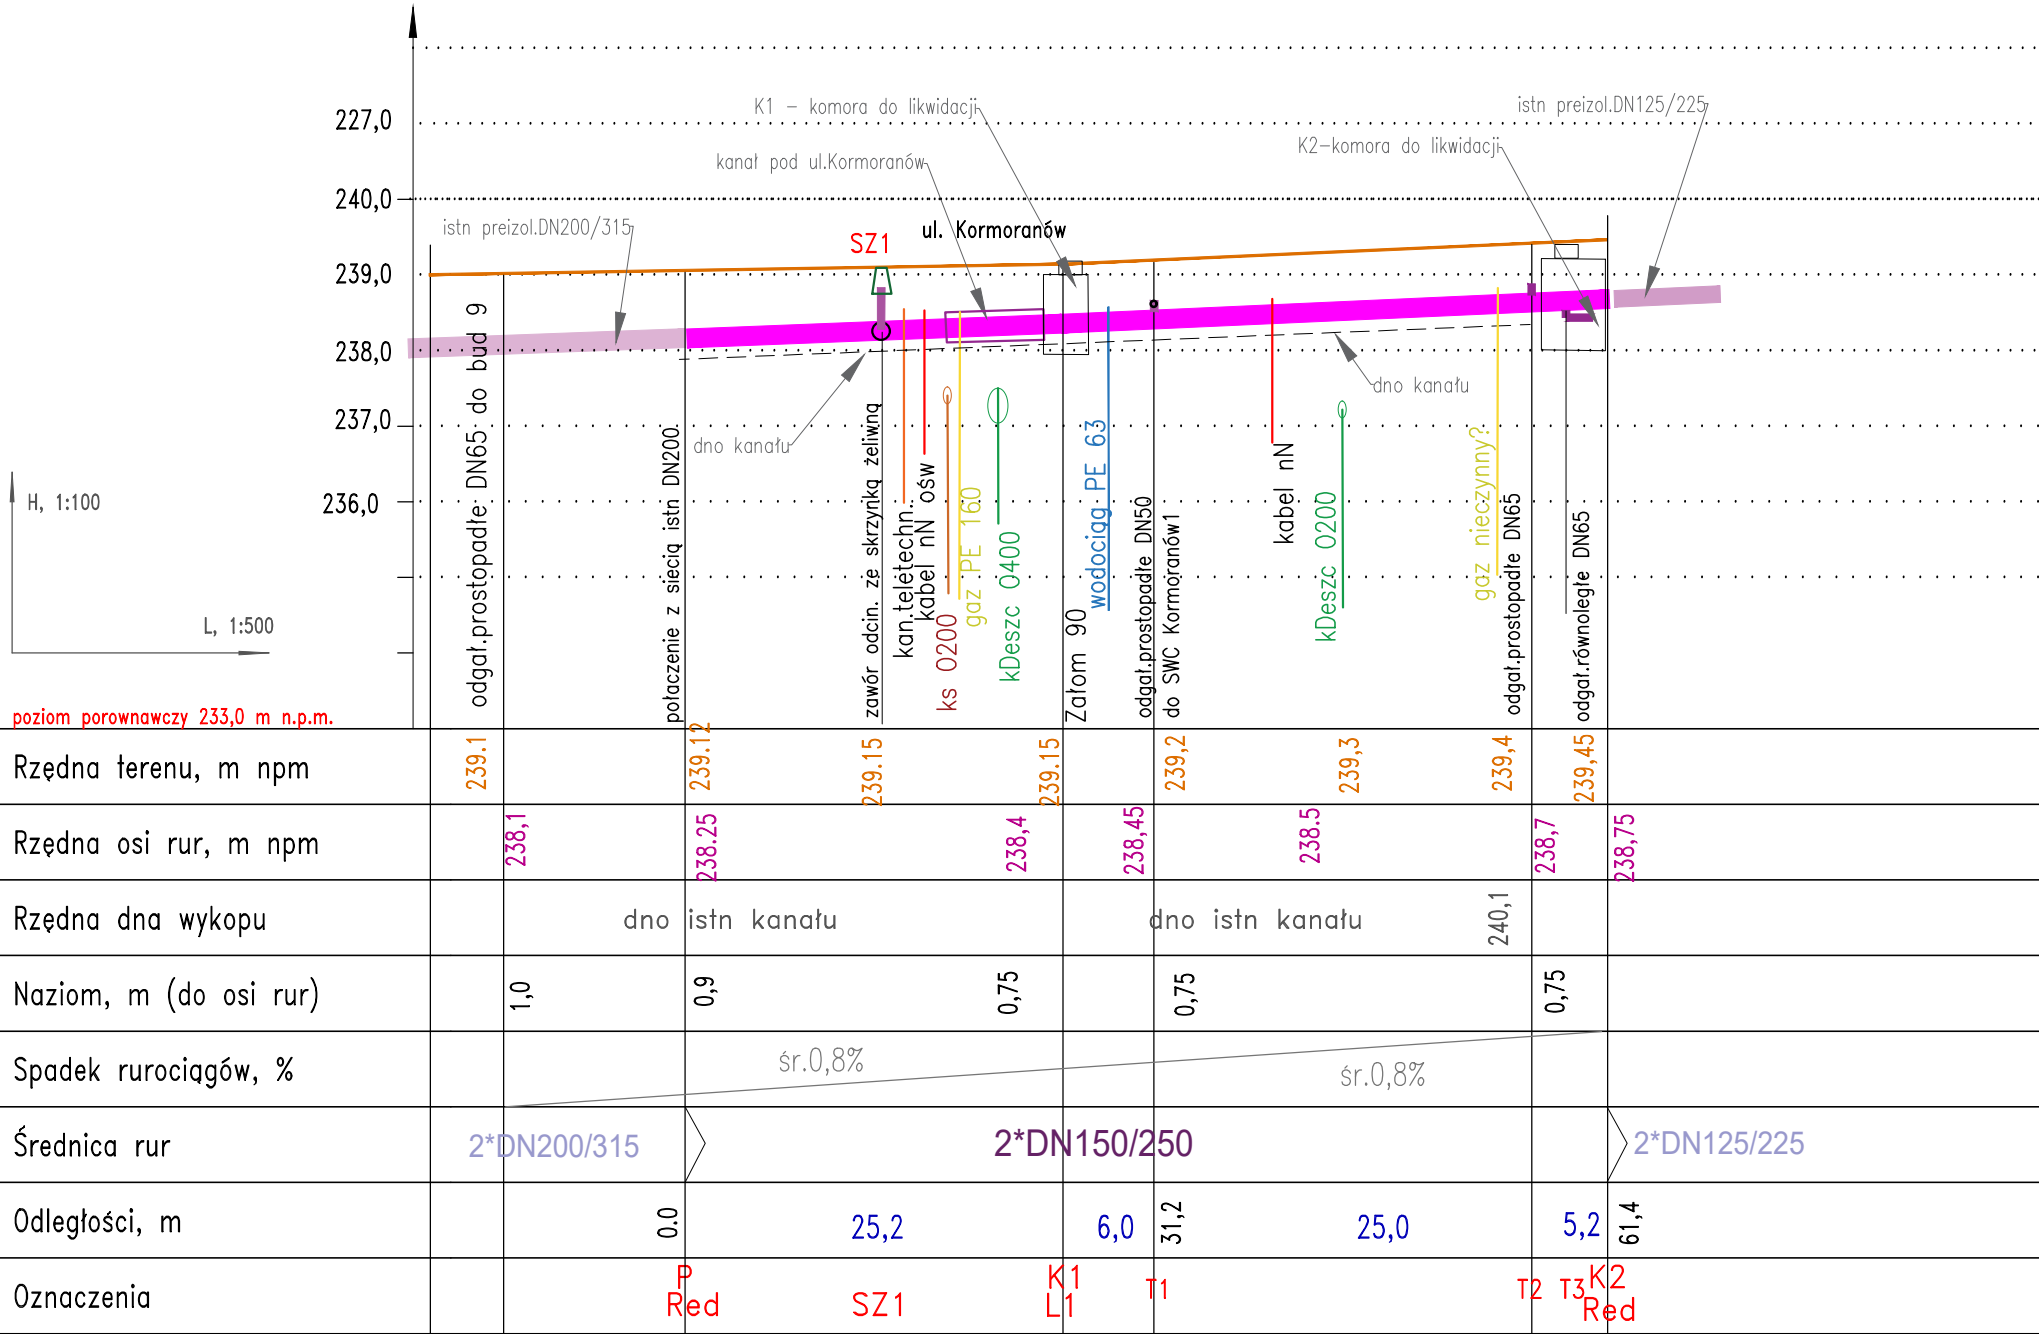 K1 – komora do likwidacji
istn preizol.DN125/225
227,0
K2–komora do likwidacji
kanał pod ul.Kormoranów
240,0
istn preizol.DN200/315
ul. Kormoranów
SZ1
239,0
238,0
237,0
236,0
dno kanału
dno kanału
H, 1:100
L, 1:500
odgał.prostopadłe DN65 do bud 9
połaczenie z siecią istn DN200
zawór odcin. ze skrzynką żeliwną
kan.teletechn.
kabel nN ośw
ks O200
gaz PE 160
kDeszc O400
Załom 90
wodociąg PE 63
odgał.prostopadłe DN50
do SWC Kormoranów1
kabel nN
kDeszc O200
gaz nieczynny?
odgał.prostopadłe DN65
odgał.równoległe DN65
poziom porownawczy 233,0 m n.p.m.
Rzędna terenu, m npm
239.1
239.12
239.15
239.15
239,2
239,3
239,4
239,45
Rzędna osi rur, m npm
238,1
238.25
238,4
238,45
238.5
238,7
238,75
Rzędna dna wykopu
dno istn kanału
dno istn kanału
240,1
Naziom, m (do osi rur)
1,0
0,9
0,75
0,75
0,75
Spadek rurociągów, %
śr.0,8%
śr.0,8%
Średnica rur
2*DN200/315
2*DN150/250
2*DN125/225
Odległości, m
0.0
25,2
6,0
31,2
25,0
5,2
61,4
Oznaczenia
P
Red
SZ1
K1
L1
T1
T2
T3
K2
Red